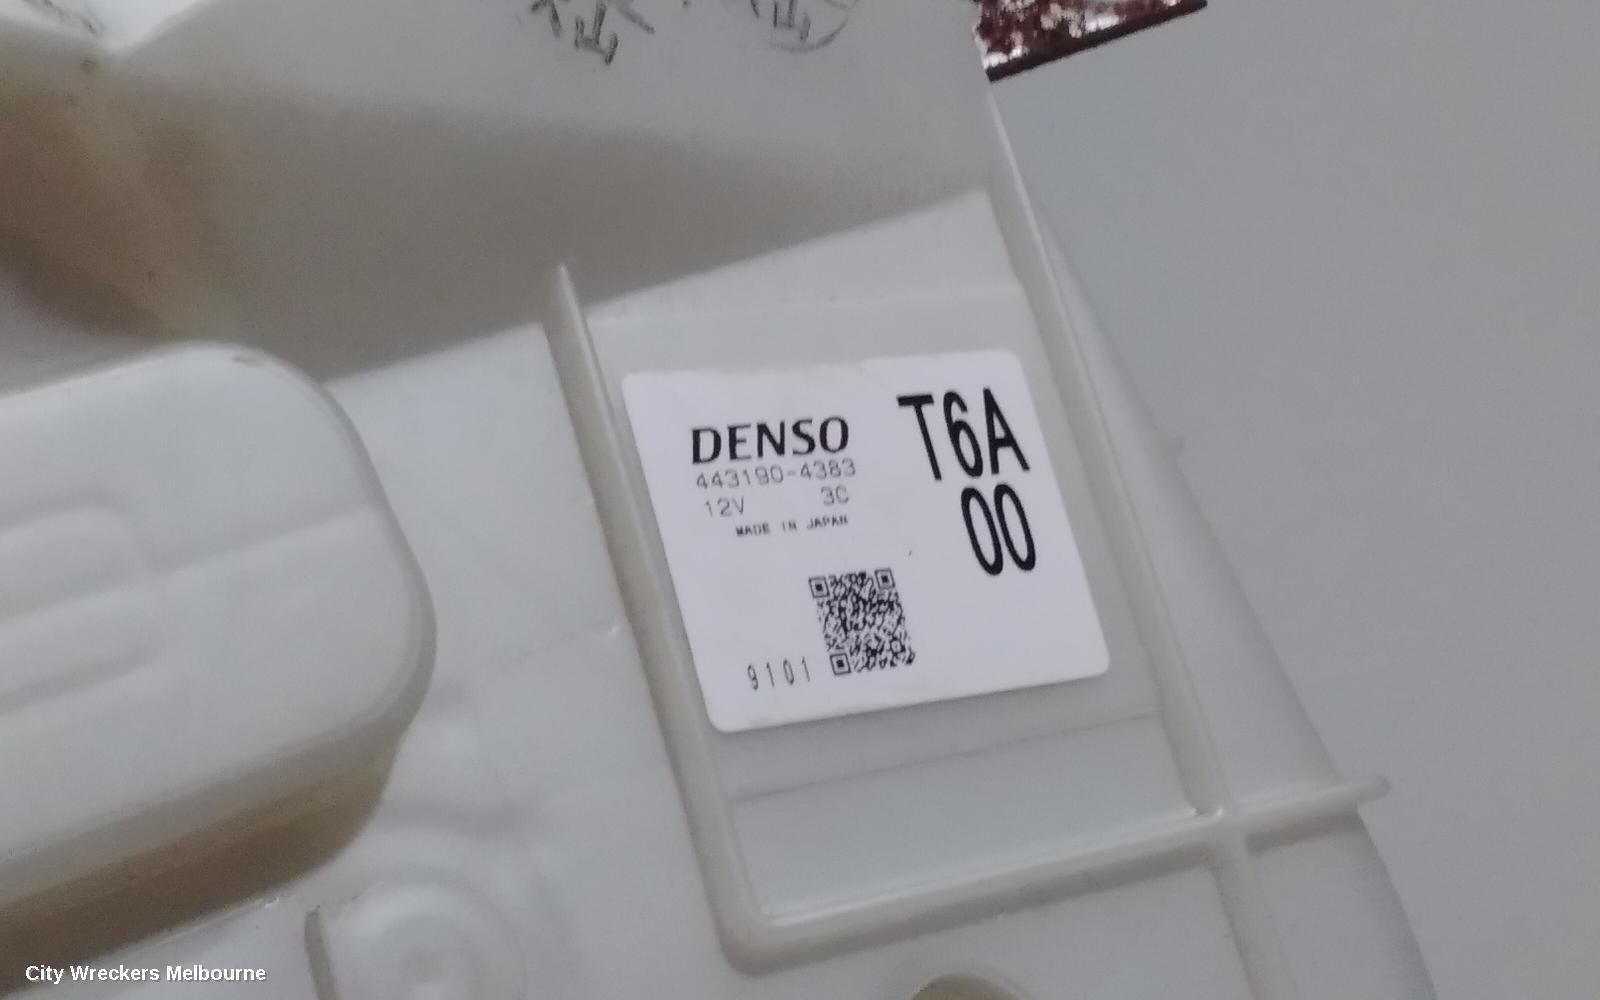 DENSO
443190-4383
12V 3C
MADE IN JAPAN
T6A
00
9101
City Wreckers Melbourne